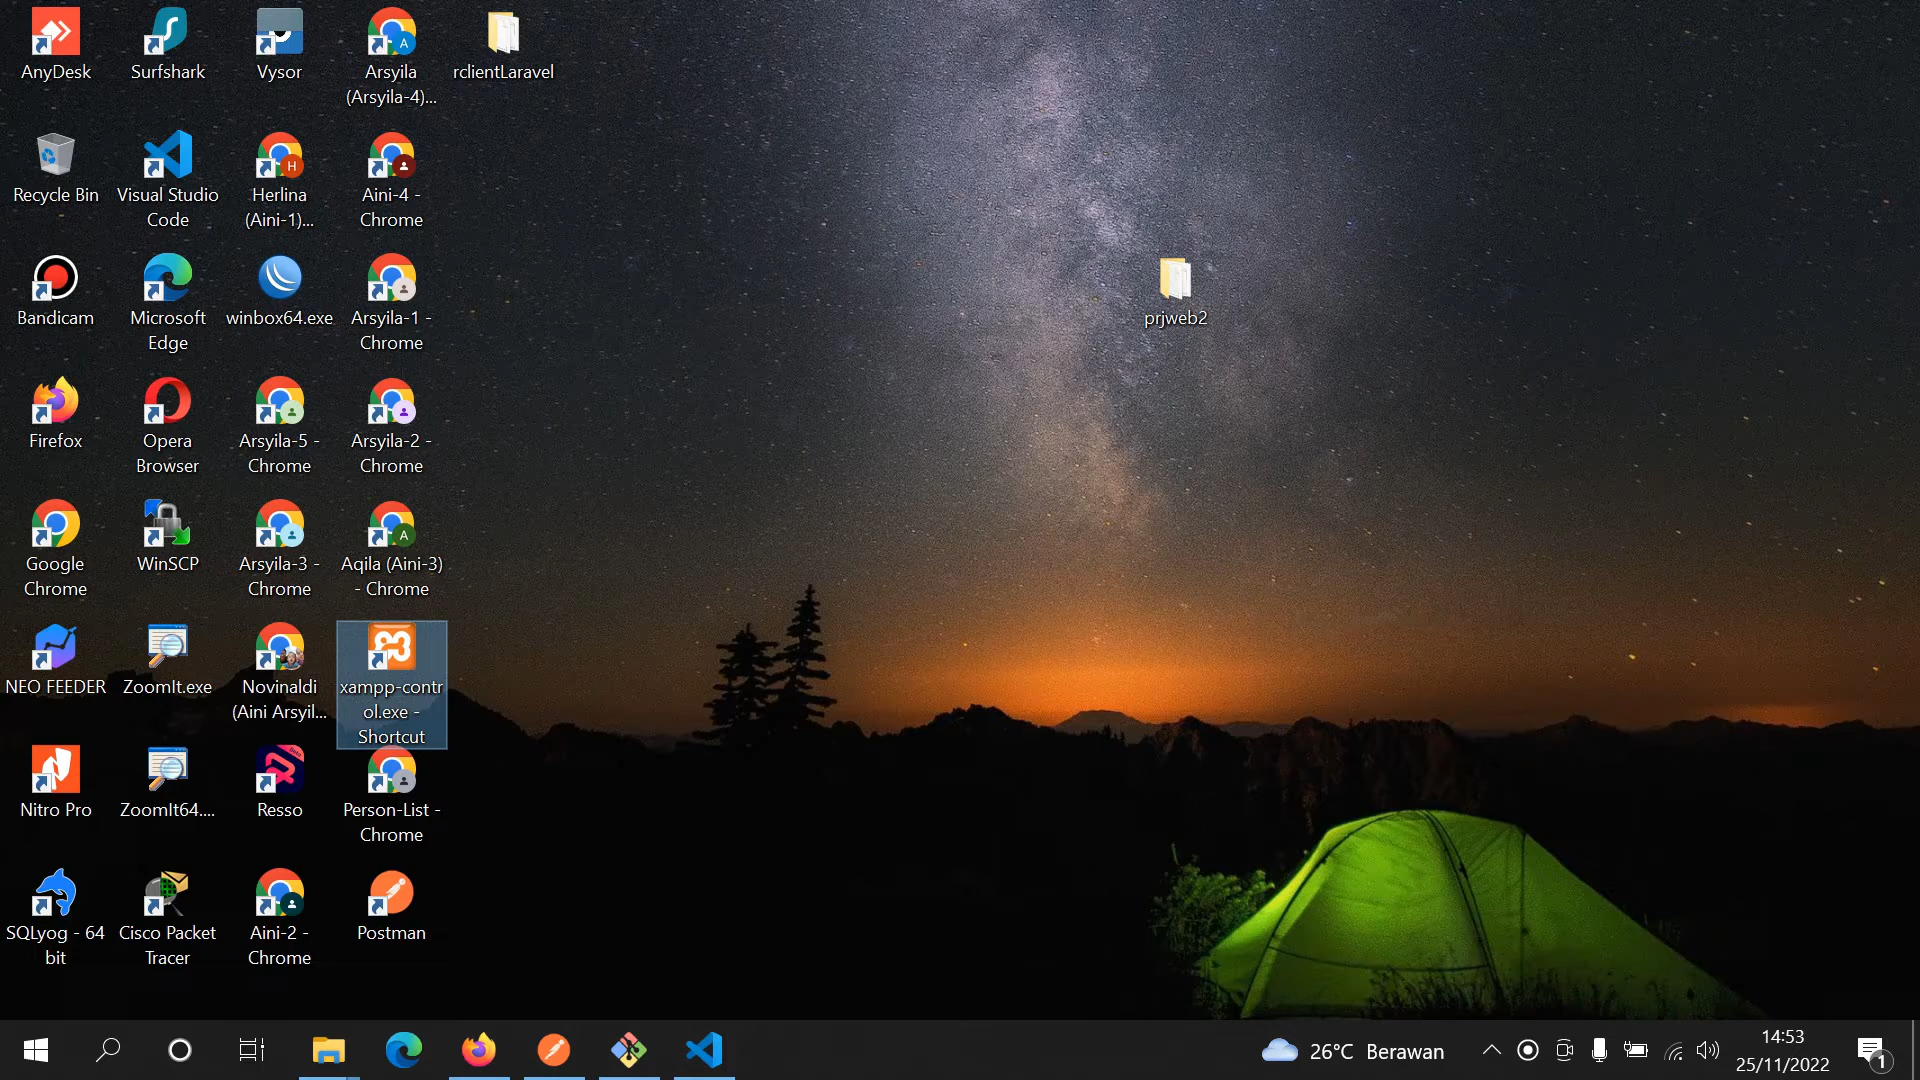 AnyDesk
Surfshark
Vysor
Arsyila
(Arsyila-4)...
rclientLaravel
Recycle Bin
Visual Studio
Code
Herlina
(Aini-1)...
Aini-4 -
Chrome
Bandicam
Microsoft
Edge
winbox64.exe
Arsyila-1 -
Chrome
prjweb2
Firefox
Opera
Browser
Arsyila-5 -
Chrome
Arsyila-2 -
Chrome
Google
Chrome
WinSCP
Arsyila-3 -
Chrome
Aqila (Aini-3)
- Chrome
NEO FEEDER
ZoomIt.exe
Novinaldi
(Aini Arsyil...
xampp-contr
ol.exe -
Shortcut
Nitro Pro
ZoomIt64....
Resso
Person-List -
Chrome
SQLyog - 64
bit
Cisco Packet
Tracer
Aini-2 -
Chrome
Postman
26°C Berawan
14:53
25/11/2022
1